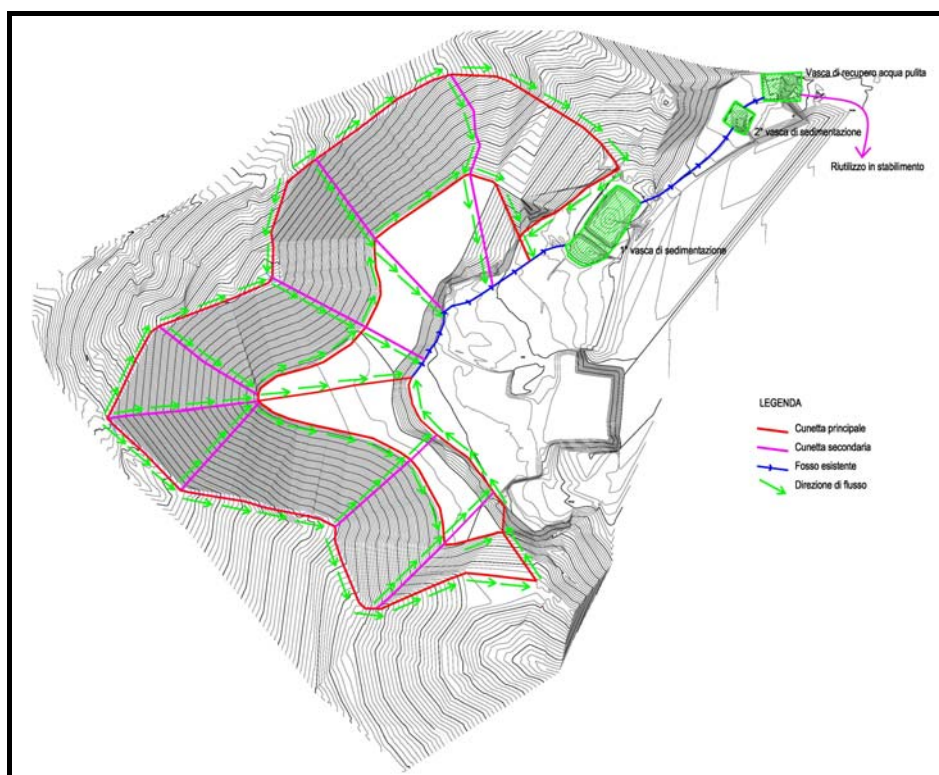 Vasca di recupero acqua pulita
2° vasca di sedimentazione
Riutilizzo in stabilimento
1° vasca di sedimentazione
LEGENDA
Cunetta principale
Cunetta secondaria
Fosso esistente
Direzione di flusso